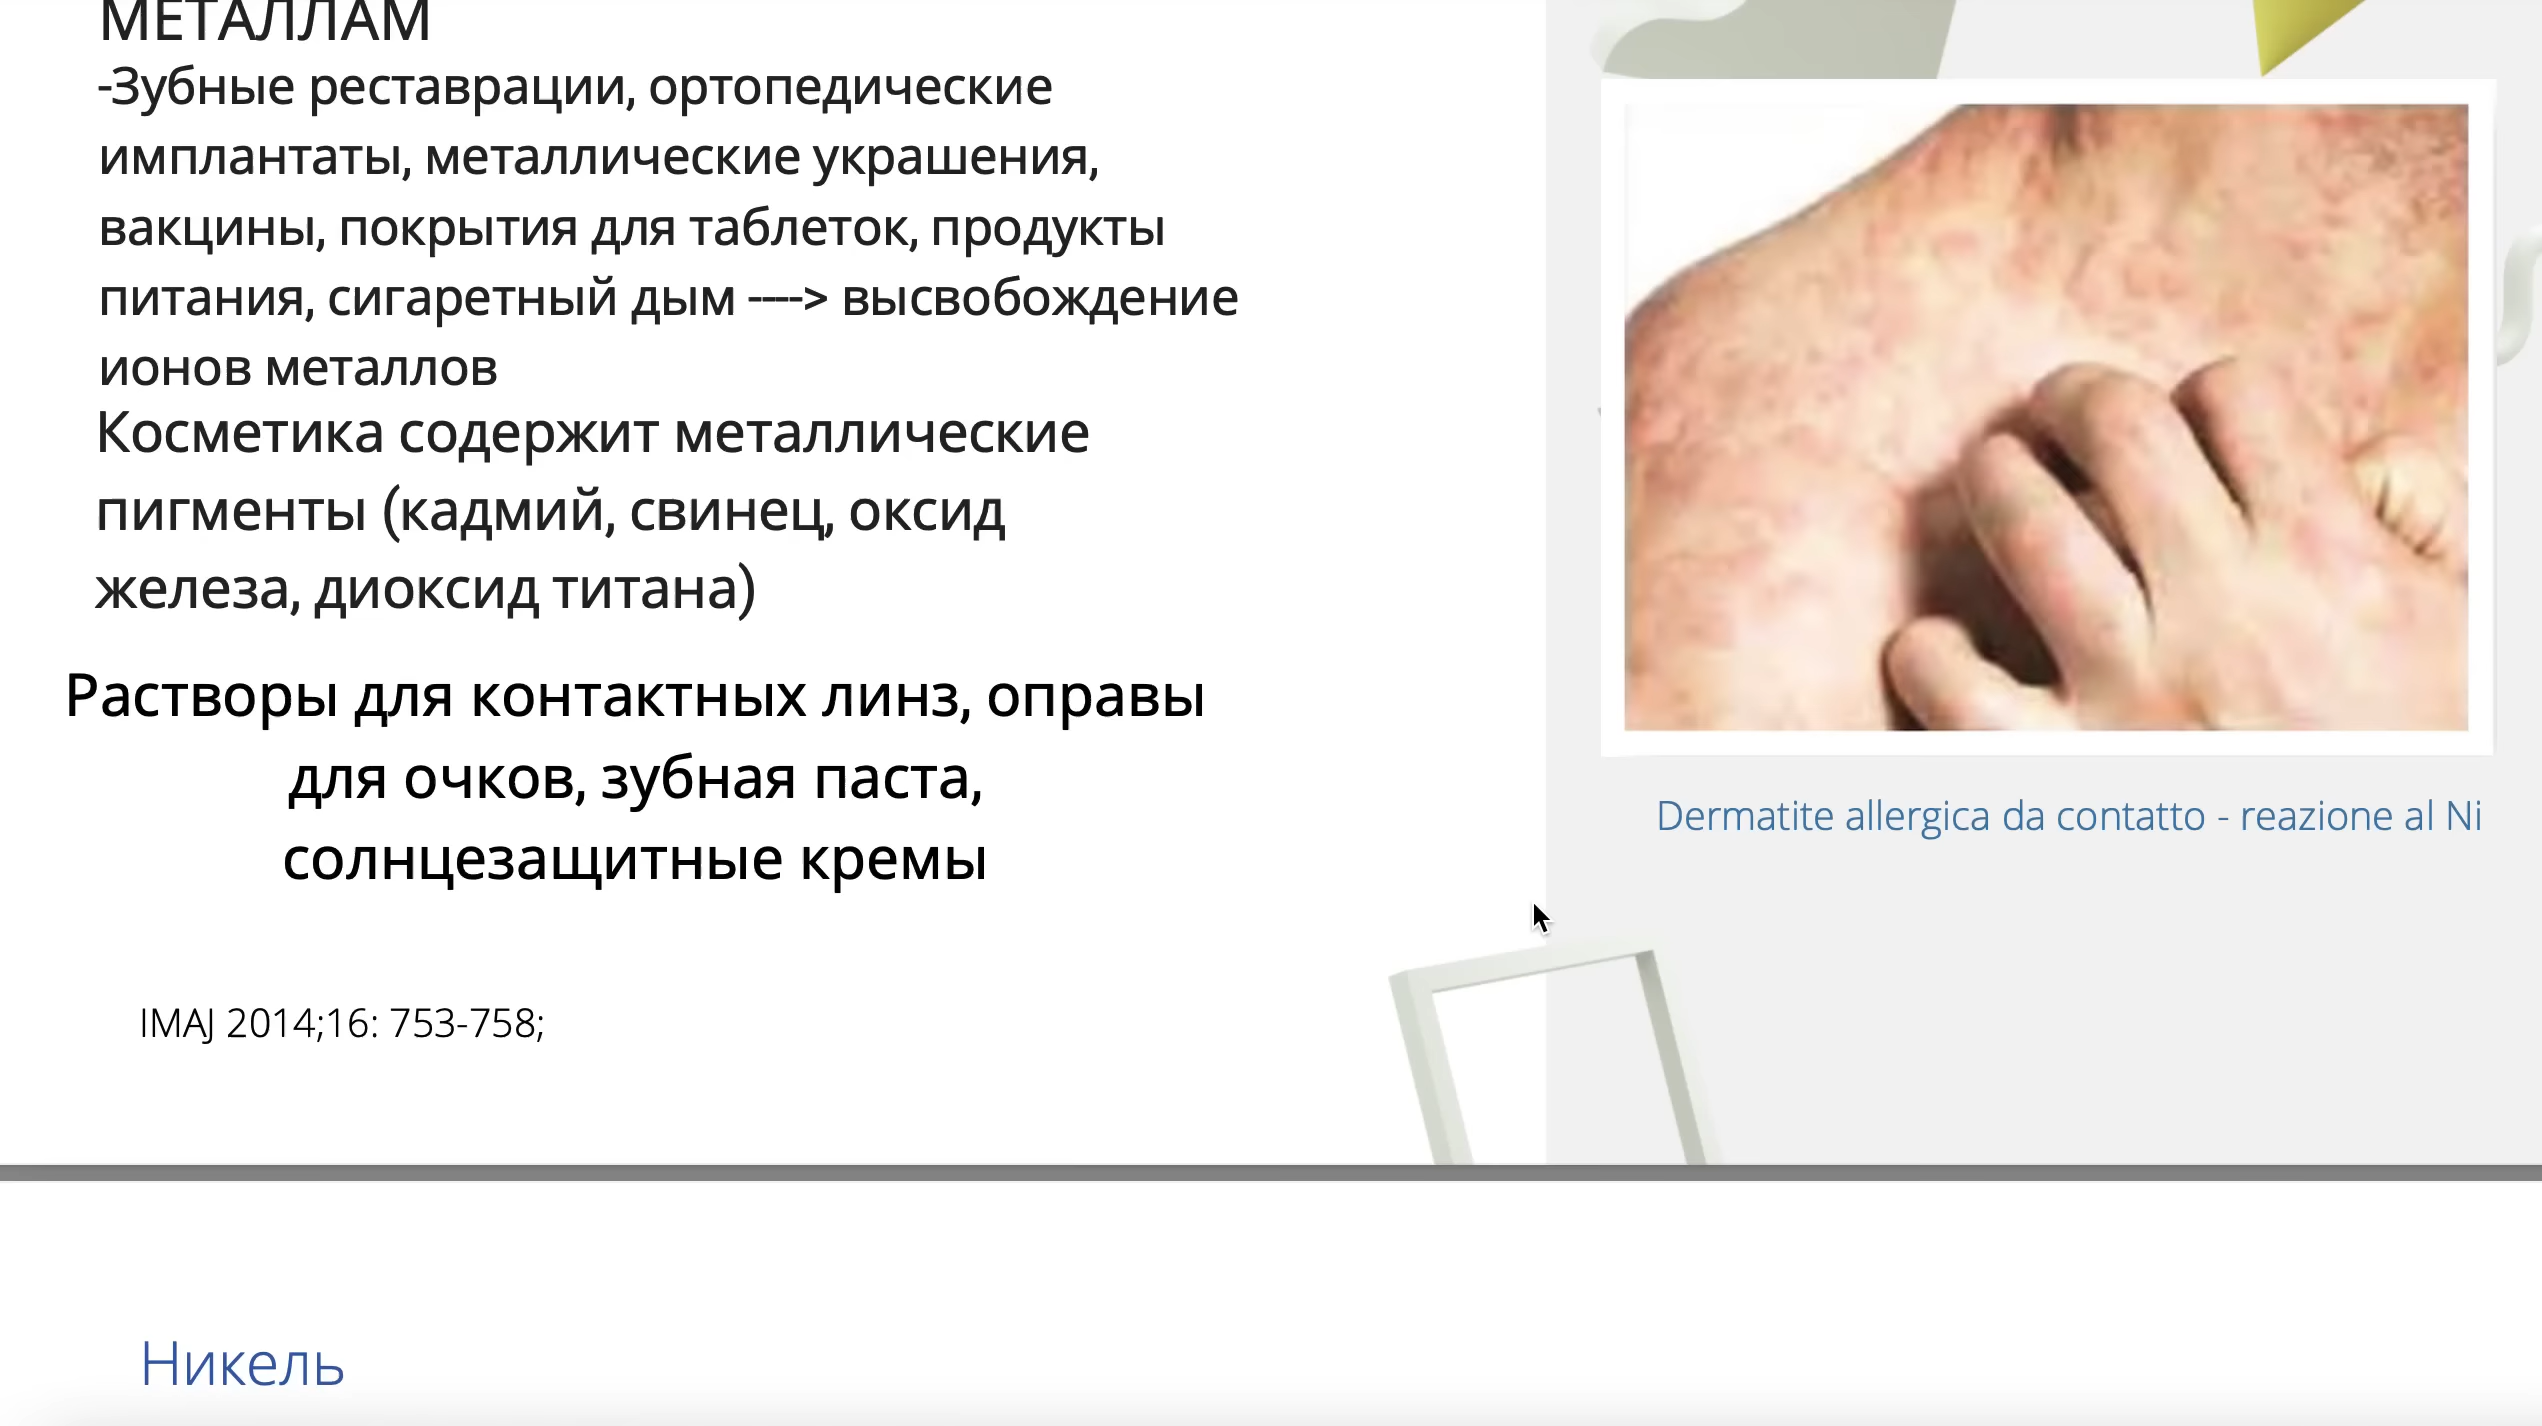 МЕТАЛЛАМ
-Зубные реставрации, ортопедические
имплантаты, металлические украшения,
вакцины, покрытия для таблеток, продукты
питания, сигаретный дым ----> высвобождение
ионов металлов
Косметика содержит металлические
пигменты (кадмий, свинец, оксид
железа, диоксид титана)
Растворы для контактных линз, оправы
для очков, зубная паста,
солнцезащитные кремы
Dermatite allergica da contatto - reazione al Ni
IMAJ 2014;16: 753-758;
Никель